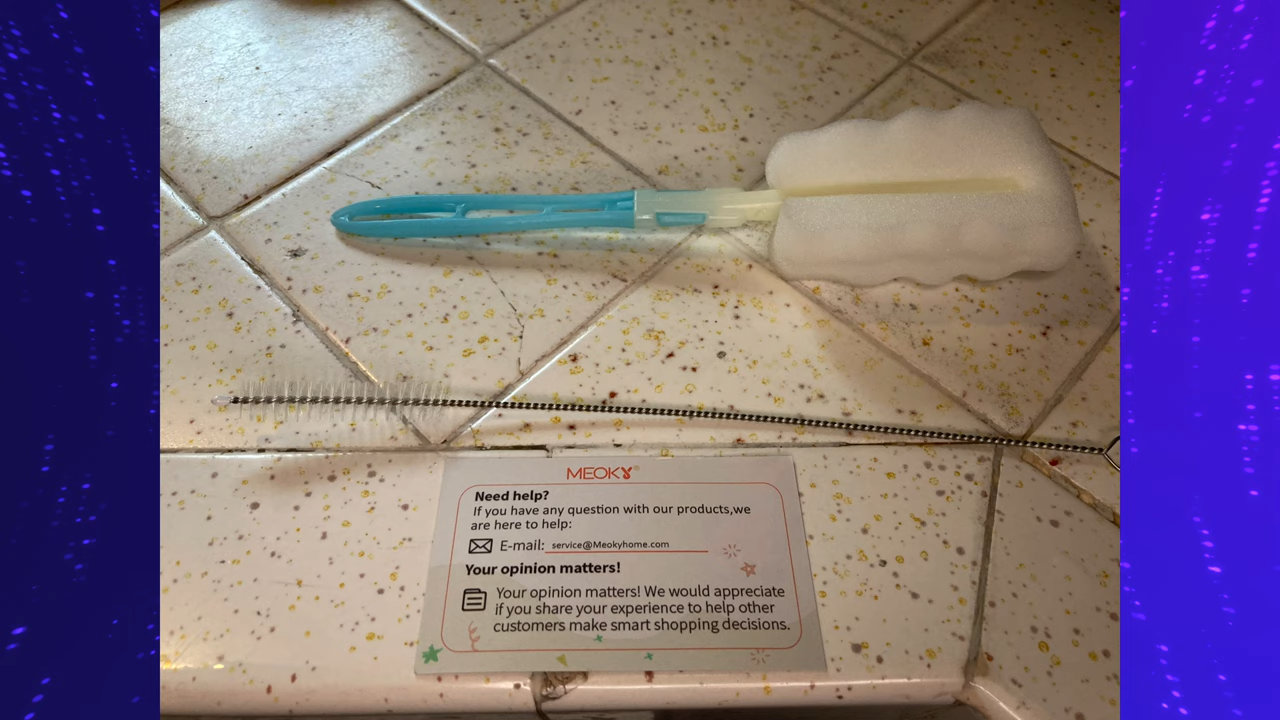 MEOKY®
Need help?
If you have any question with our products,we
are here to help:
E-mail: service@Meokyhome.com
Your opinion matters!
Your opinion matters! We would appreciate
if you share your experience to help other
customers make smart shopping decisions.